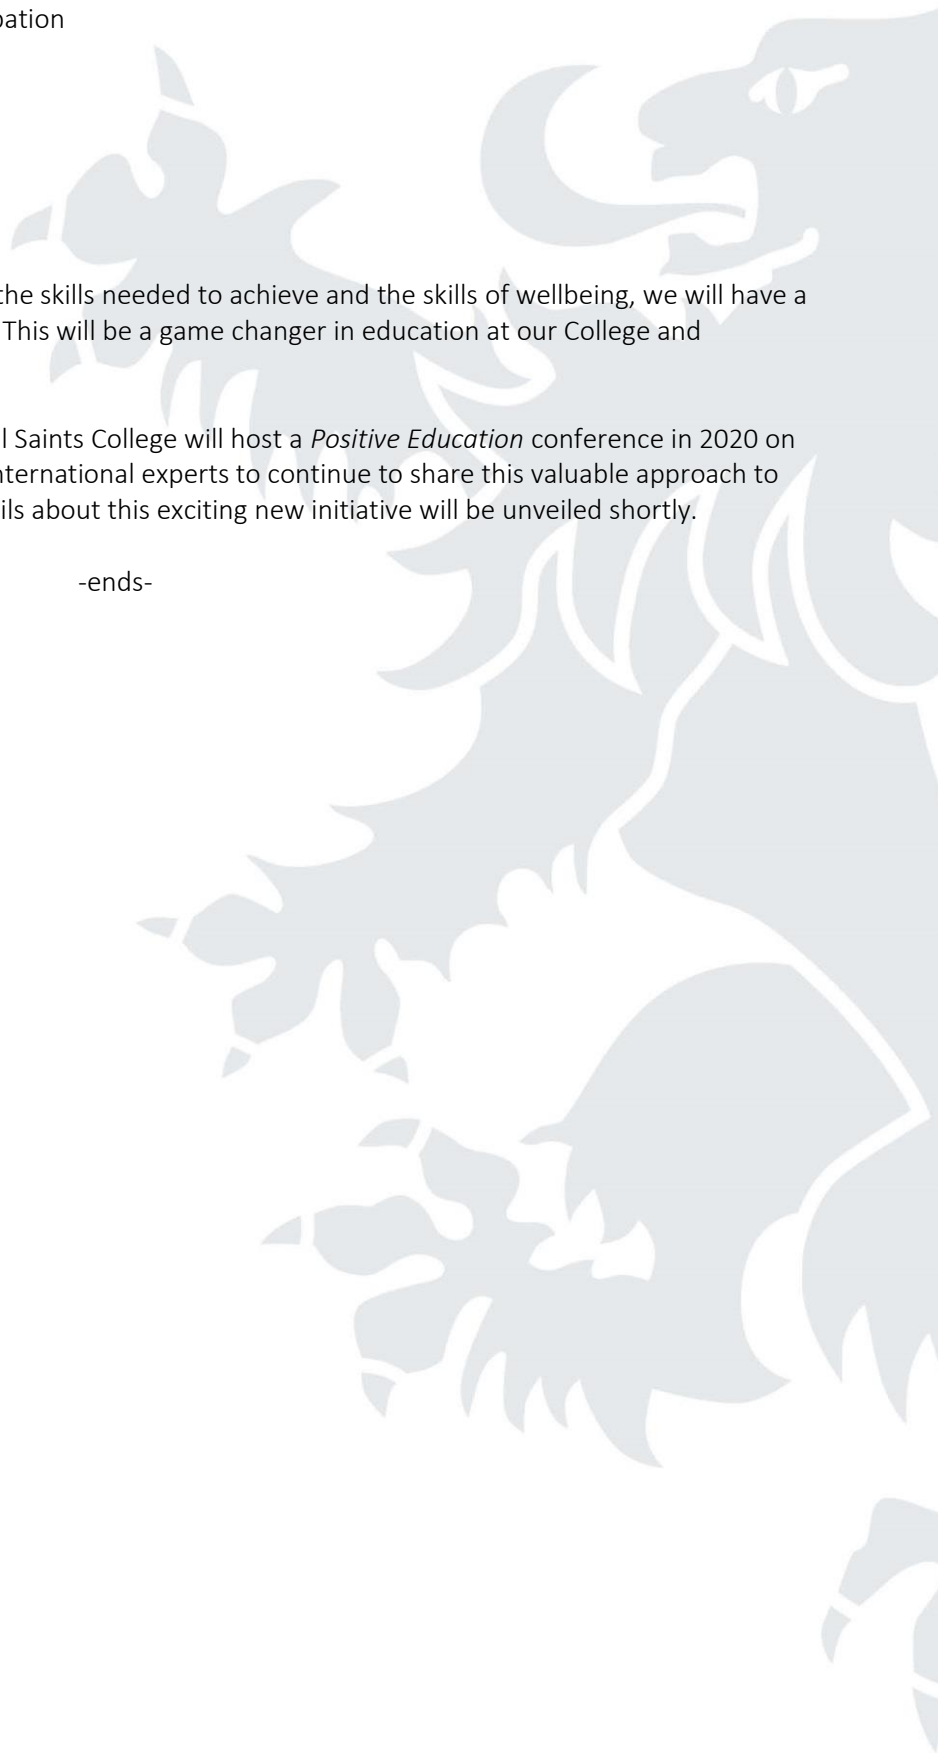 pation
the skills needed to achieve and the skills of wellbeing, we will have a
This will be a game changer in education at our College and
l Saints College will host a Positive Education conference in 2020 on
nternational experts to continue to share this valuable approach to
ils about this exciting new initiative will be unveiled shortly.
-ends-